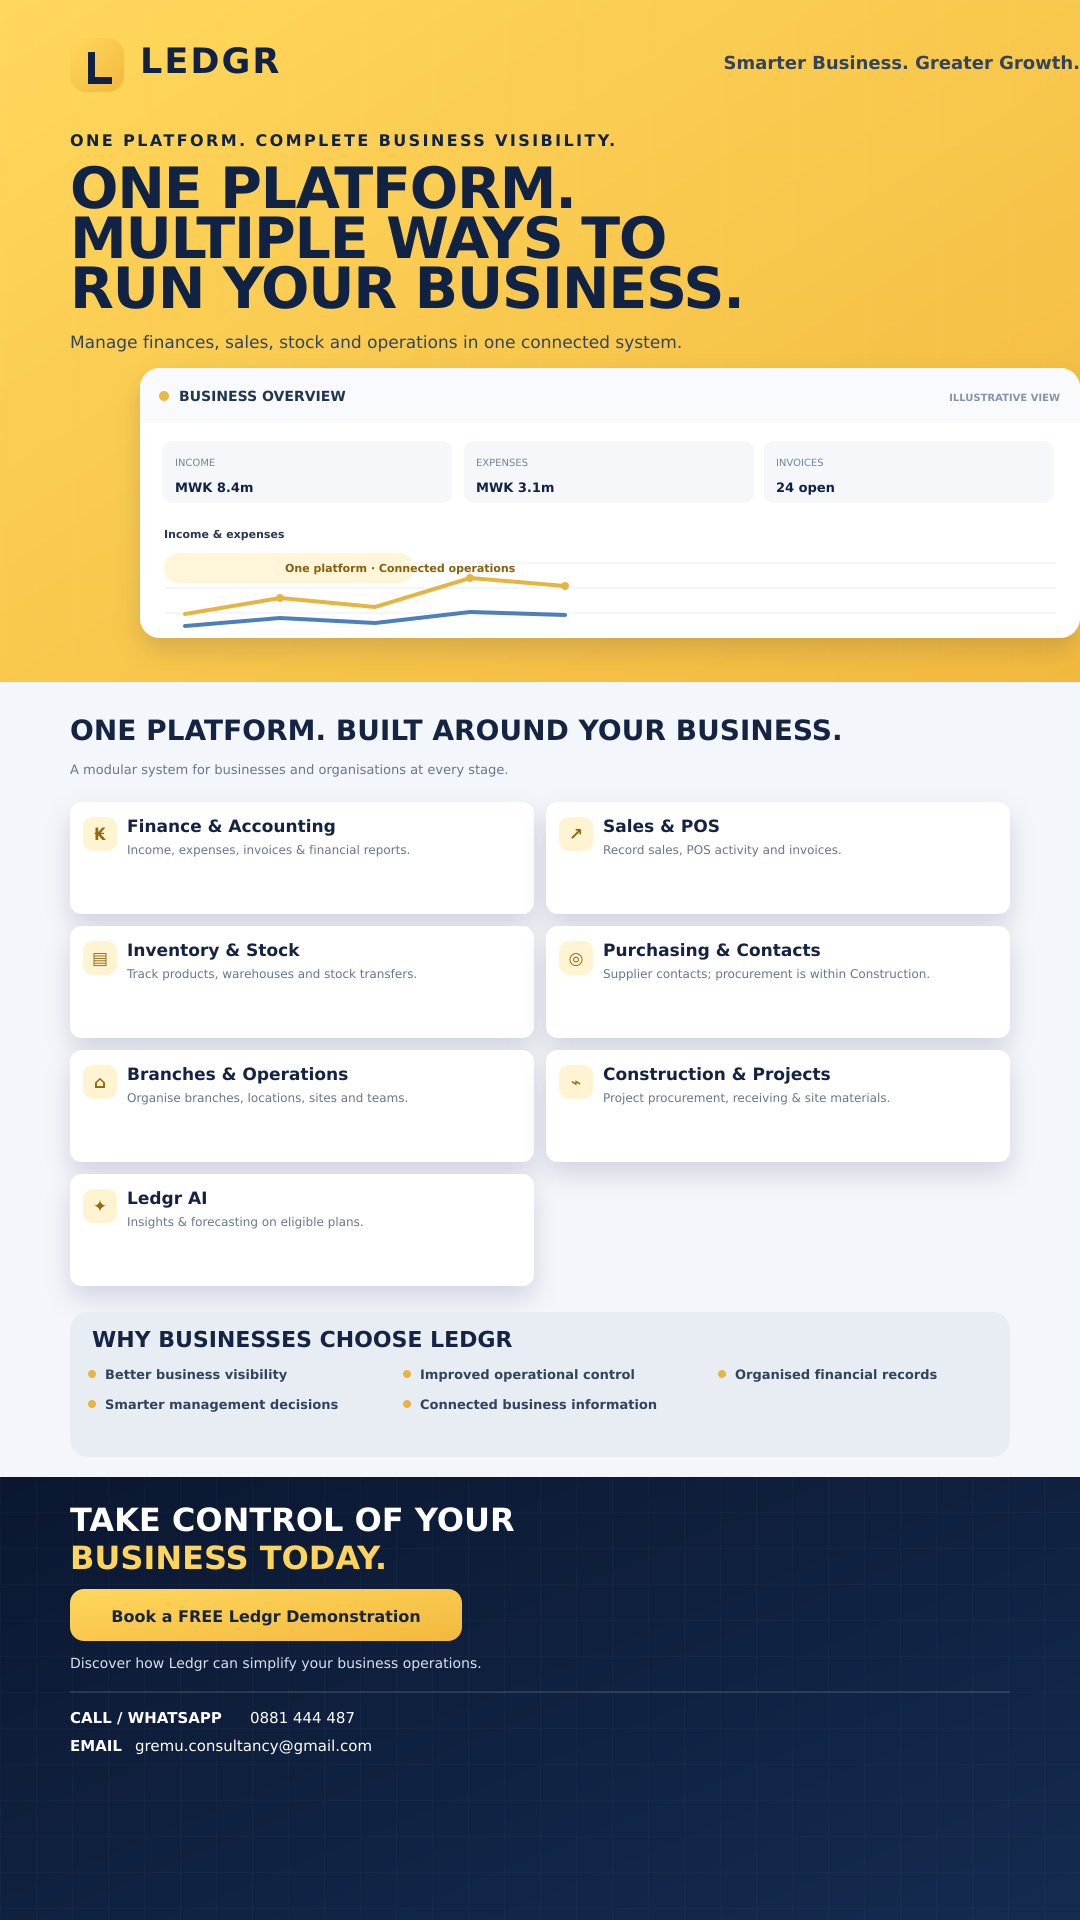 LEDGR
Smarter Business. Greater Growth.
ONE PLATFORM. COMPLETE BUSINESS VISIBILITY.
ONE PLATFORM.
MULTIPLE WAYS TO
RUN YOUR BUSINESS.
Manage finances, sales, stock and operations in one connected system.
BUSINESS OVERVIEW
ILLUSTRATIVE VIEW
INCOME
MWK 8.4m
EXPENSES
MWK 3.1m
INVOICES
24 open
Income & expenses
One platform · Connected operations
ONE PLATFORM. BUILT AROUND YOUR BUSINESS.
A modular system for businesses and organisations at every stage.
Finance & Accounting
Income, expenses, invoices & financial reports.
Sales & POS
Record sales, POS activity and invoices.
Inventory & Stock
Track products, warehouses and stock transfers.
Purchasing & Contacts
Supplier contacts; procurement is within Construction.
Branches & Operations
Organise branches, locations, sites and teams.
Construction & Projects
Project procurement, receiving & site materials.
Ledgr AI
Insights & forecasting on eligible plans.
WHY BUSINESSES CHOOSE LEDGR
Better business visibility
Improved operational control
Organised financial records
Smarter management decisions
Connected business information
TAKE CONTROL OF YOUR
BUSINESS TODAY.
Book a FREE Ledgr Demonstration
Discover how Ledgr can simplify your business operations.
CALL / WHATSAPP 0881 444 487
EMAIL gremu.consultancy@gmail.com